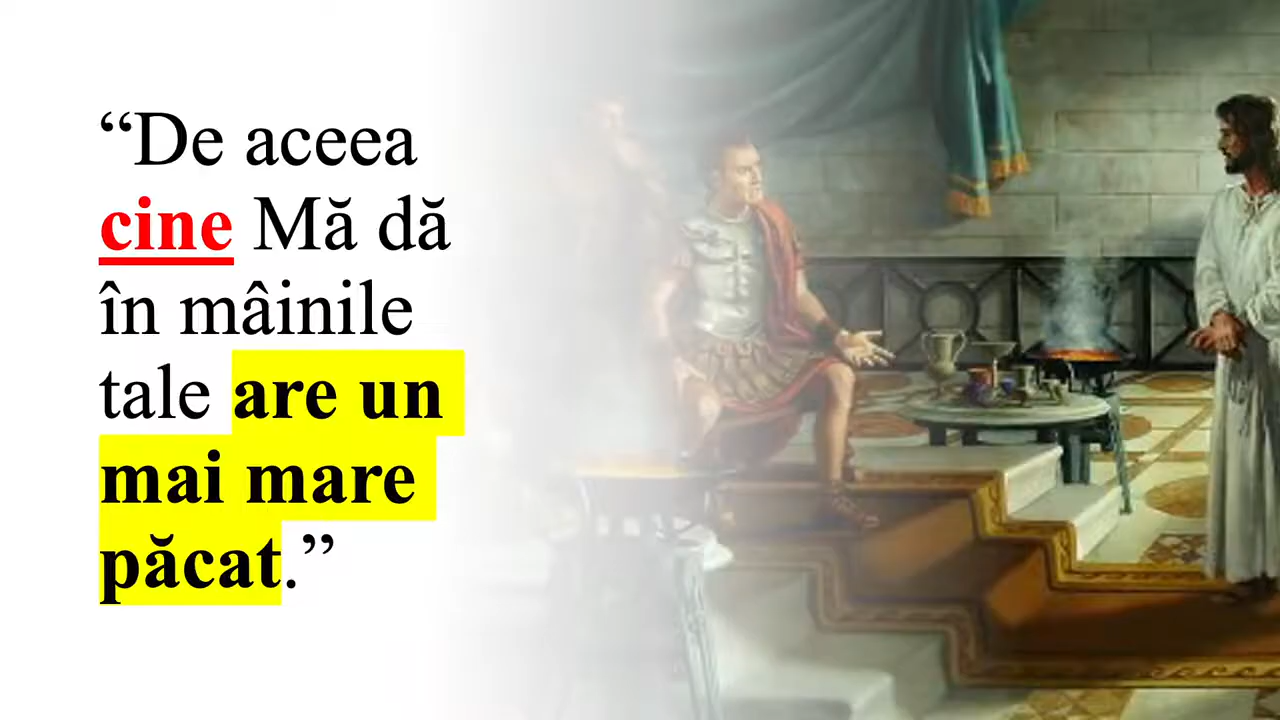 “De aceea
cine Mă dă
în mâinile
tale are un
mai mare
păcat.”